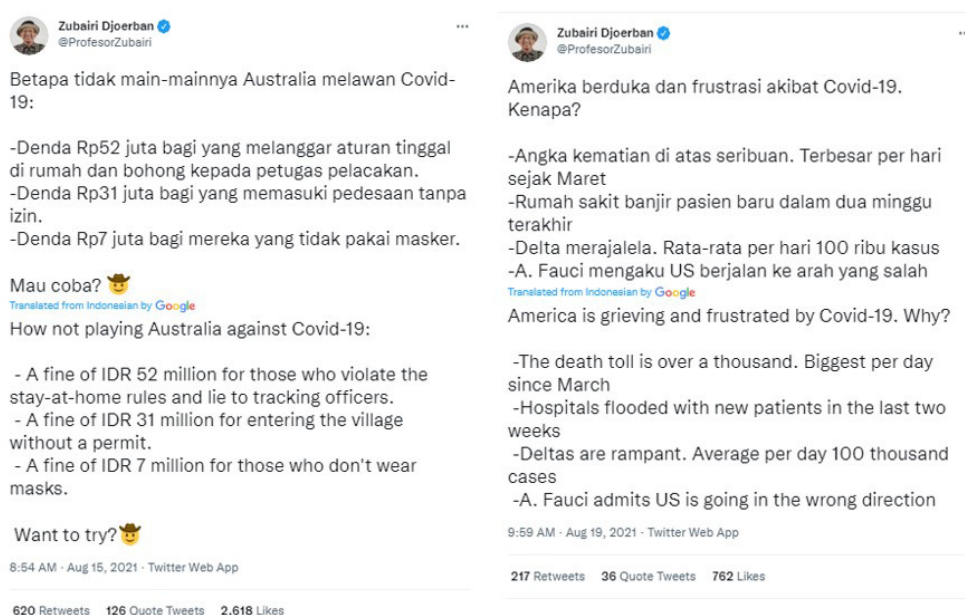 Zubairi Djoerban
@ProfesorZubairi
Betapa tidak main-mainnya Australia melawan Covid-
19:
-Denda Rp52 juta bagi yang melanggar aturan tinggal
di rumah dan bohong kepada petugas pelacakan.
-Denda Rp31 juta bagi yang memasuki pedesaan tanpa
izin.
-Denda Rp7 juta bagi mereka yang tidak pakai masker.
Mau coba? 🤠
Translated from Indonesian by Google
How not playing Australia against Covid-19:
- A fine of IDR 52 million for those who violate the
stay-at-home rules and lie to tracking officers.
- A fine of IDR 31 million for entering the village
without a permit.
- A fine of IDR 7 million for those who don't wear
masks.
Want to try?🤠
8:54 AM · Aug 15, 2021 · Twitter Web App
620 Retweets 126 Quote Tweets 2,618 Likes
Zubairi Djoerban
@ProfesorZubairi
Amerika berduka dan frustrasi akibat Covid-19.
Kenapa?
-Angka kematian di atas seribuan. Terbesar per hari
sejak Maret
-Rumah sakit banjir pasien baru dalam dua minggu
terakhir
-Delta merajalela. Rata-rata per hari 100 ribu kasus
-A. Fauci mengaku US berjalan ke arah yang salah
Translated from Indonesian by Google
America is grieving and frustrated by Covid-19. Why?
-The death toll is over a thousand. Biggest per day
since March
-Hospitals flooded with new patients in the last two
weeks
-Deltas are rampant. Average per day 100 thousand
cases
-A. Fauci admits US is going in the wrong direction
9:59 AM · Aug 19, 2021 · Twitter Web App
217 Retweets 36 Quote Tweets 762 Likes